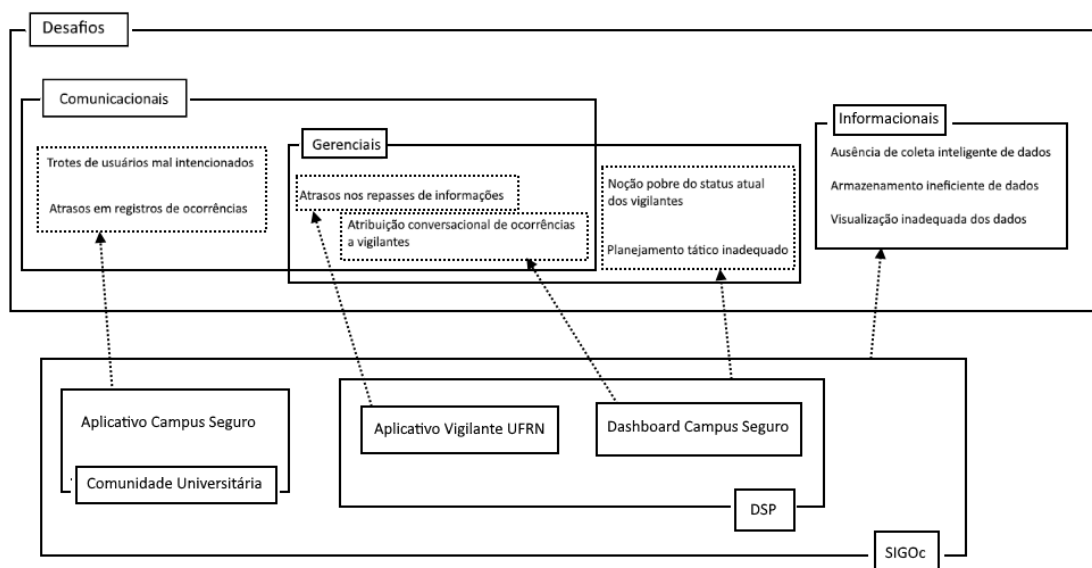 Desafios
Comunicacionais
Trotes de usuários mal intencionados
Atrasos em registros de ocorrências
Gerenciais
Atrasos nos repasses de informações
Atribuição conversacional de ocorrências
a vigilantes
Noção pobre do status atual
dos vigilantes
Planejamento tático inadequado
Informacionais
Ausência de coleta inteligente de dados
Armazenamento ineficiente de dados
Visualização inadequada dos dados
Aplicativo Campus Seguro
Comunidade Universitária
Aplicativo Vigilante UFRN
Dashboard Campus Seguro
DSP
SIGOc